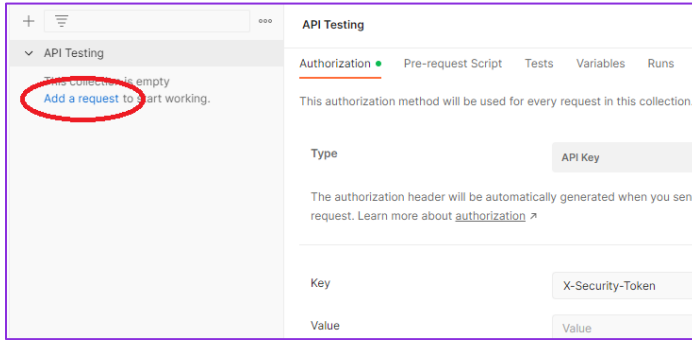 API Testing
This collection is empty
Add a request to start working.
API Testing
Authorization
Pre-request Script
Tests
Variables
Runs
This authorization method will be used for every request in this collection.
Type
API Key
The authorization header will be automatically generated when you sen
request. Learn more about authorization ↗
Key
X-Security-Token
Value
Value